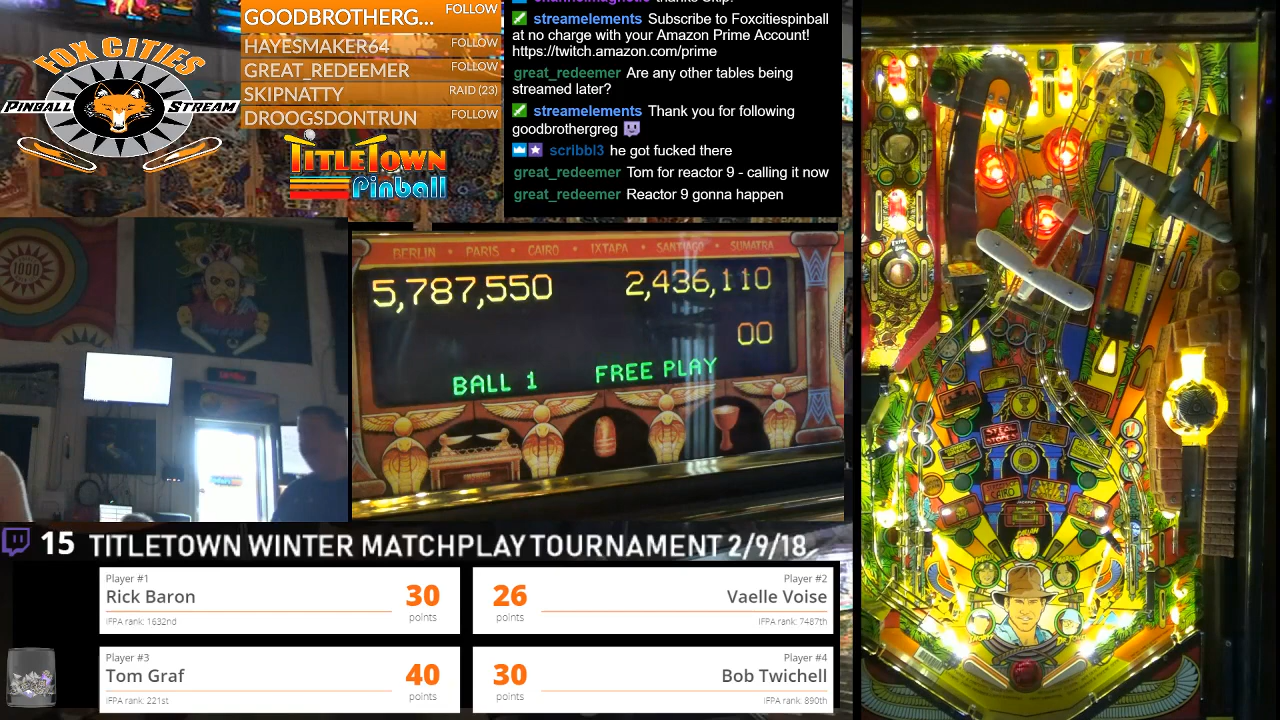 FOX CITIES
PINBALL STREAM
GOODBROTHERG... FOLLOW
HAYESMAKER64 FOLLOW
GREAT_REDEEMER FOLLOW
SKIPNATTY RAID (23)
DROOGSDONTRUN FOLLOW
TITLETOWN
Pinball
streamelements Subscribe to Foxcitiespinball
at no charge with your Amazon Prime Account!
https://twitch.amazon.com/prime
great_redeemer Are any other tables being
streamed later?
streamelements Thank you for following
goodbrothergreg
scribbl3 he got fucked there
great_redeemer Tom for reactor 9 - calling it now
great_redeemer Reactor 9 gonna happen
1000
BERLIN • PARIS • CAIRO • IXTAPA • SANTIAGO • SUMATRA
5,787,550 2,436,110
00
BALL 1 FREE PLAY
STEAL
STONES
CAIRO
15 TITLETOWN WINTER MATCHPLAY TOURNAMENT 2/9/18
Player #1
Rick Baron 30
points
IFPA rank: 1632nd
Player #2
26 Vaelle Voise
points
IFPA rank: 7487th
Player #3
Tom Graf 40
points
IFPA rank: 221st
Player #4
30 Bob Twichell
points
IFPA rank: 890th